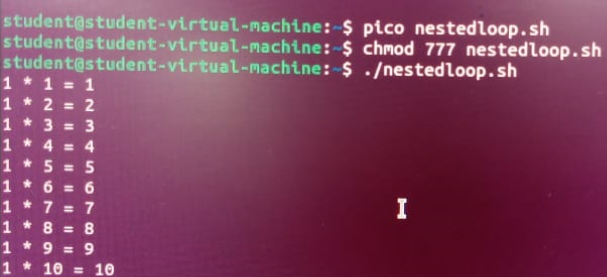 student@student-virtual-machine:~$ pico nestedloop.sh
student@student-virtual-machine:~$ chmod 777 nestedloop.sh
student@student-virtual-machine:~$ ./nestedloop.sh
1 * 1 = 1
1 * 2 = 2
1 * 3 = 3
1 * 4 = 4
1 * 5 = 5
1 * 6 = 6
1 * 7 = 7
1 * 8 = 8
1 * 9 = 9
1 * 10 = 10